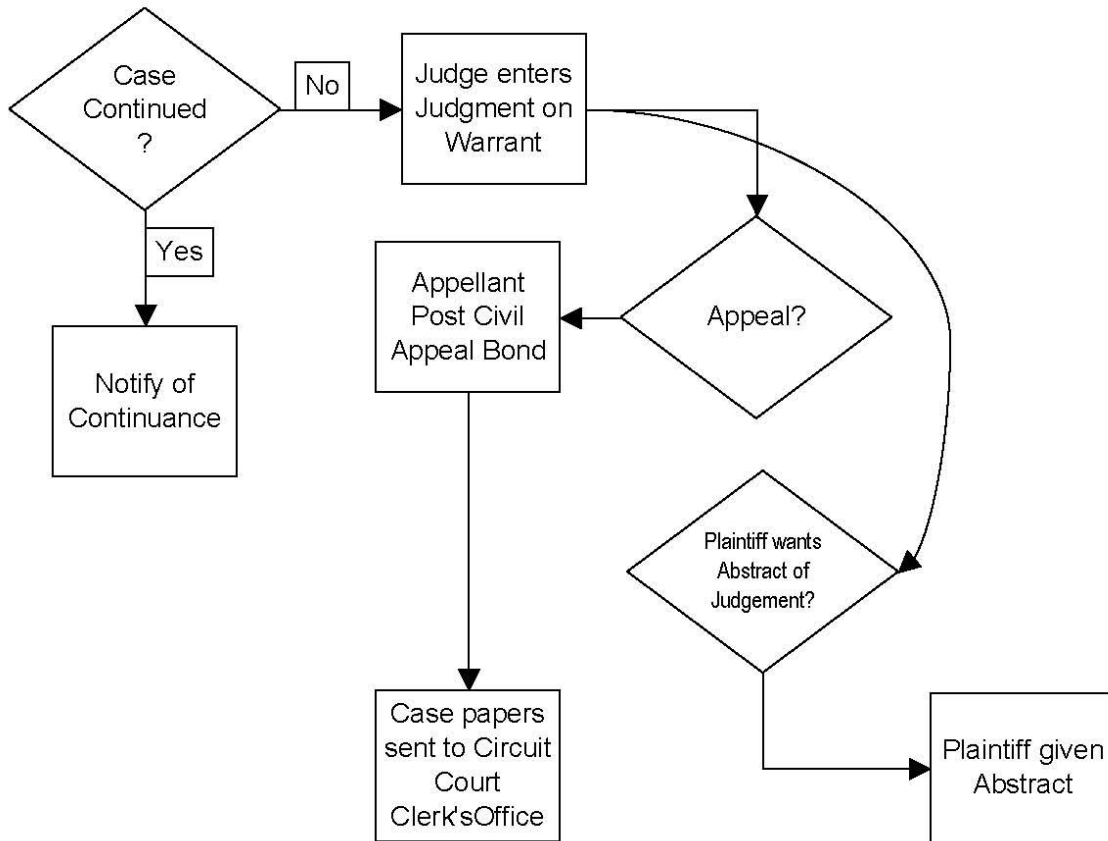 Case
Continued
?
No
Judge enters
Judgment on
Warrant
Yes
Notify of
Continuance
Appellant
Post Civil
Appeal Bond
Appeal?
Plaintiff wants
Abstract of
Judgement?
Case papers
sent to Circuit
Court
Clerk'sOffice
Plaintiff given
Abstract